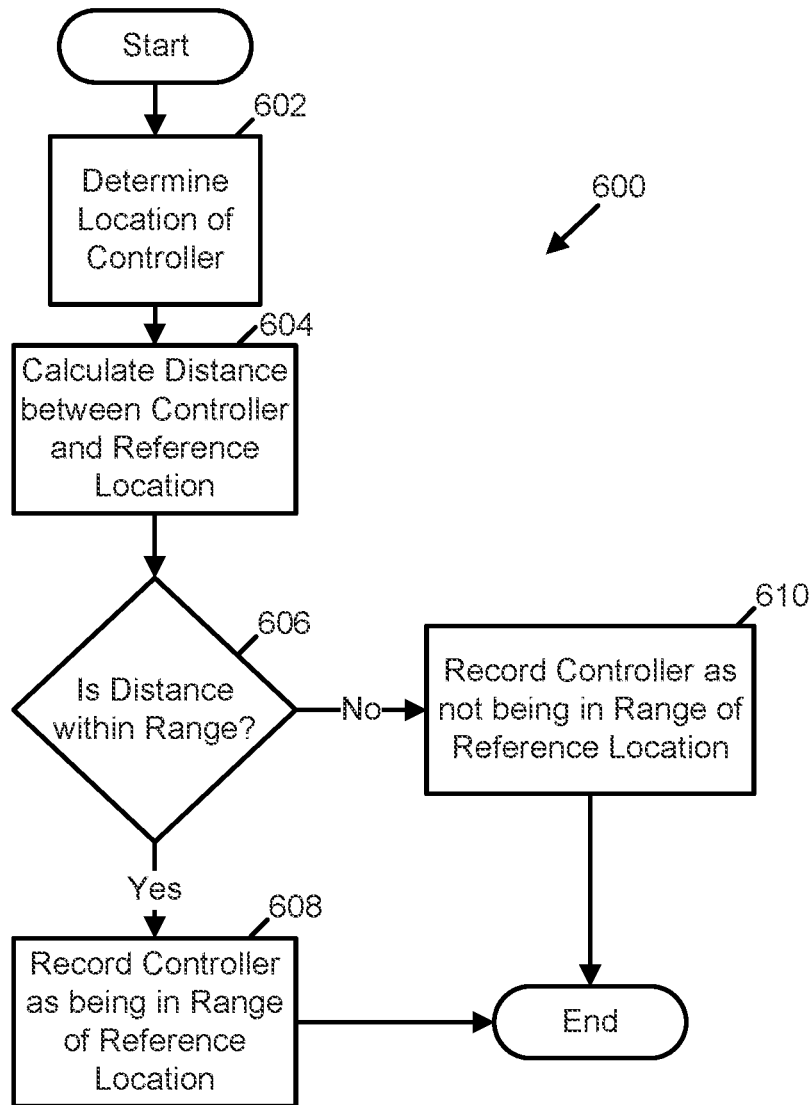 Start
602
Determine
Location of
Controller
600
604
Calculate Distance
between Controller
and Reference
Location
606
Is Distance
within Range?
No
610
Record Controller as
not being in Range of
Reference Location
Yes
608
Record Controller
as being in Range
of Reference
Location
End